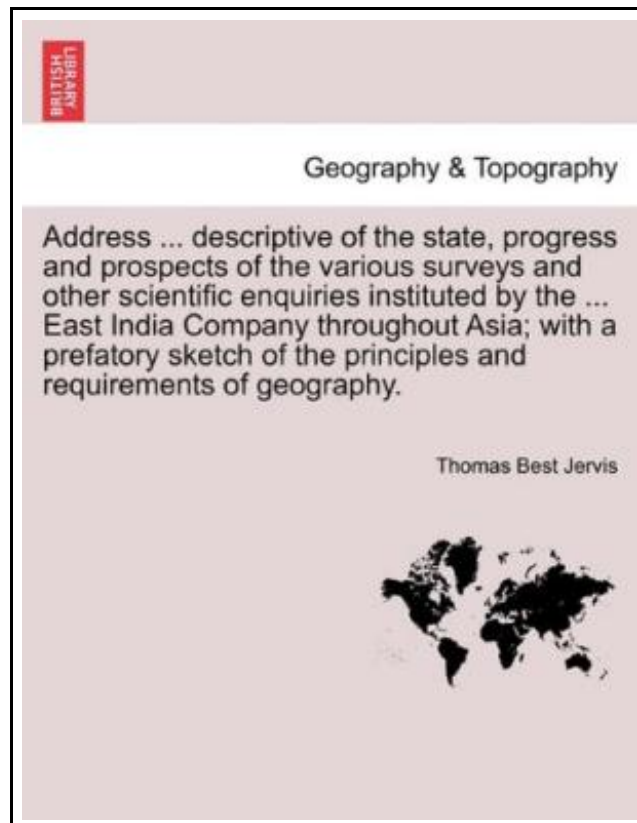 BRITISH
LIBRARY
Geography & Topography
Address ... descriptive of the state, progress
and prospects of the various surveys and
other scientific enquiries instituted by the ...
East India Company throughout Asia; with a
prefatory sketch of the principles and
requirements of geography.
Thomas Best Jervis